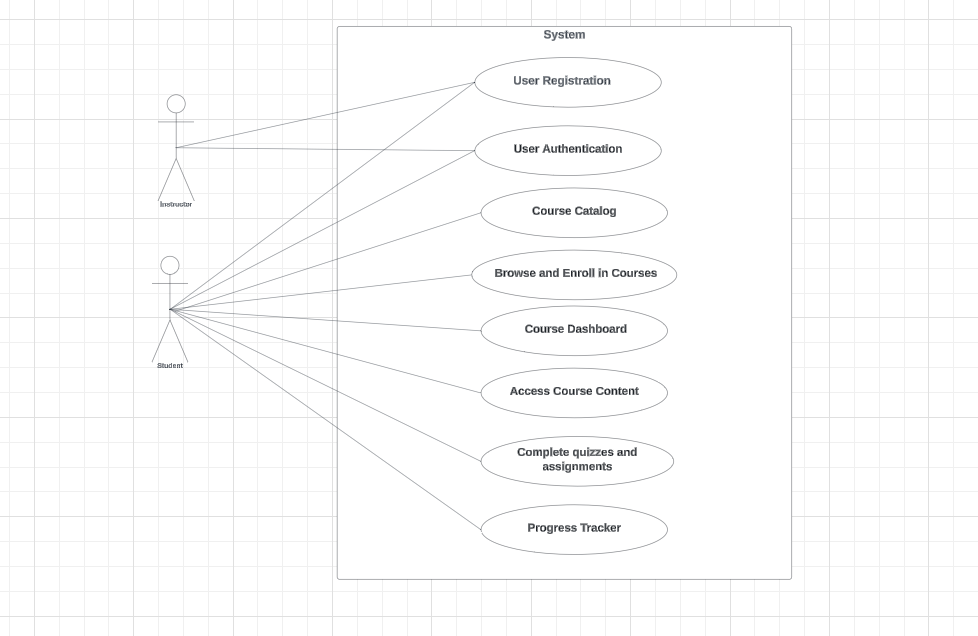 System
User Registration
User Authentication
Course Catalog
Browse and Enroll in Courses
Course Dashboard
Access Course Content
Complete quizzes and
assignments
Progress Tracker
Instructor
Student